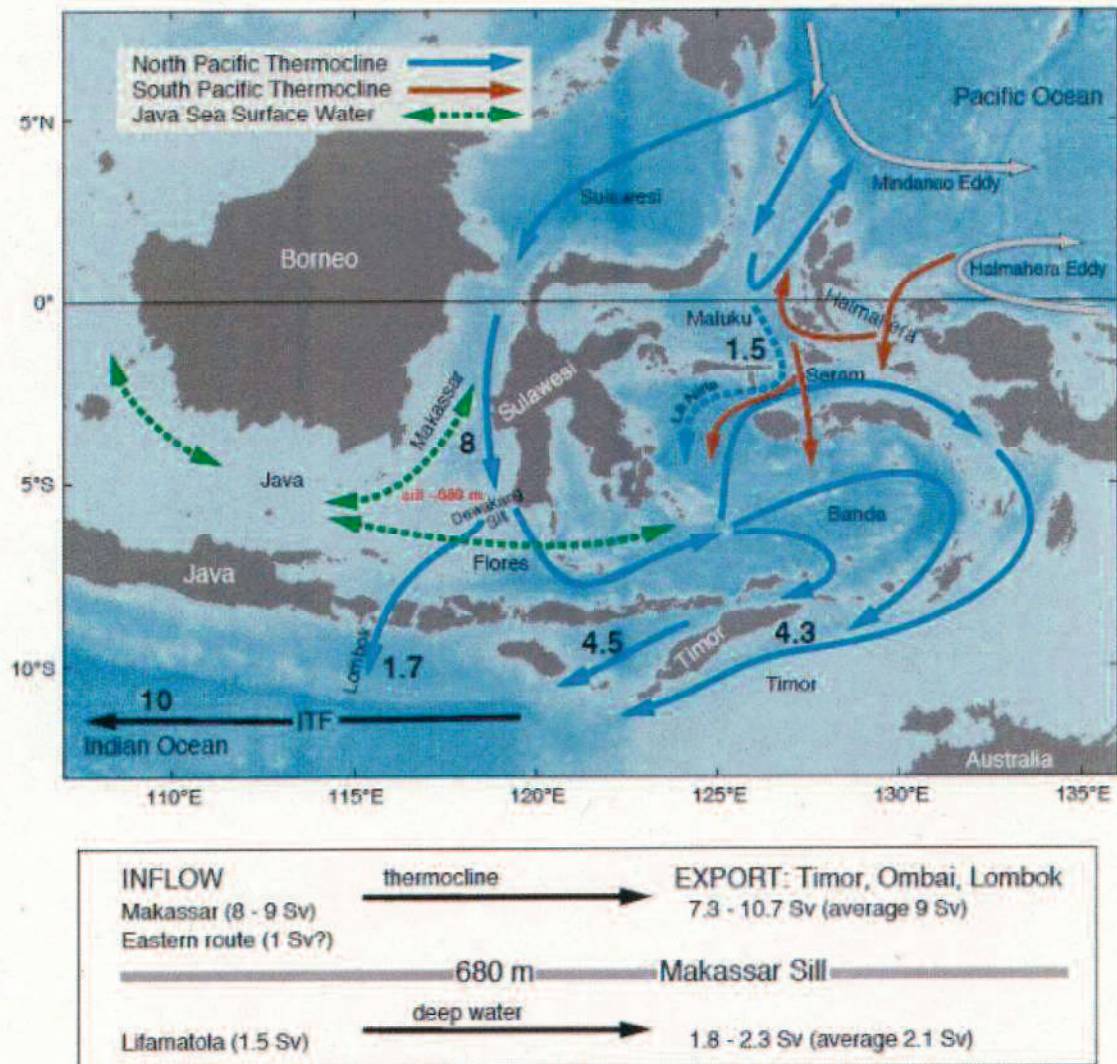 North Pacific Thermocline
South Pacific Thermocline
Java Sea Surface Water
Pacific Ocean
5°N
Mindanao Eddy
Sulawesi
Borneo
Halmahera Eddy
0°
Halmahera
Maluku
1.5
Seram
Makassar
Sulawesi
8
5°S
Java
sill ~680 m
Dewakang
Sill
Banda
Flores
Java
4.5
Timor
4.3
Lombok
1.7
Timor
10°S
10
ITF
Indian Ocean
Australia
110°E 115°E 120°E 125°E 130°E 135°E
INFLOW thermocline EXPORT: Timor, Ombai, Lombok
Makassar (8 - 9 Sv) 7.3 - 10.7 Sv (average 9 Sv)
Eastern route (1 Sv?)
680 m Makassar Sill
deep water
Lifamatola (1.5 Sv) 1.8 - 2.3 Sv (average 2.1 Sv)